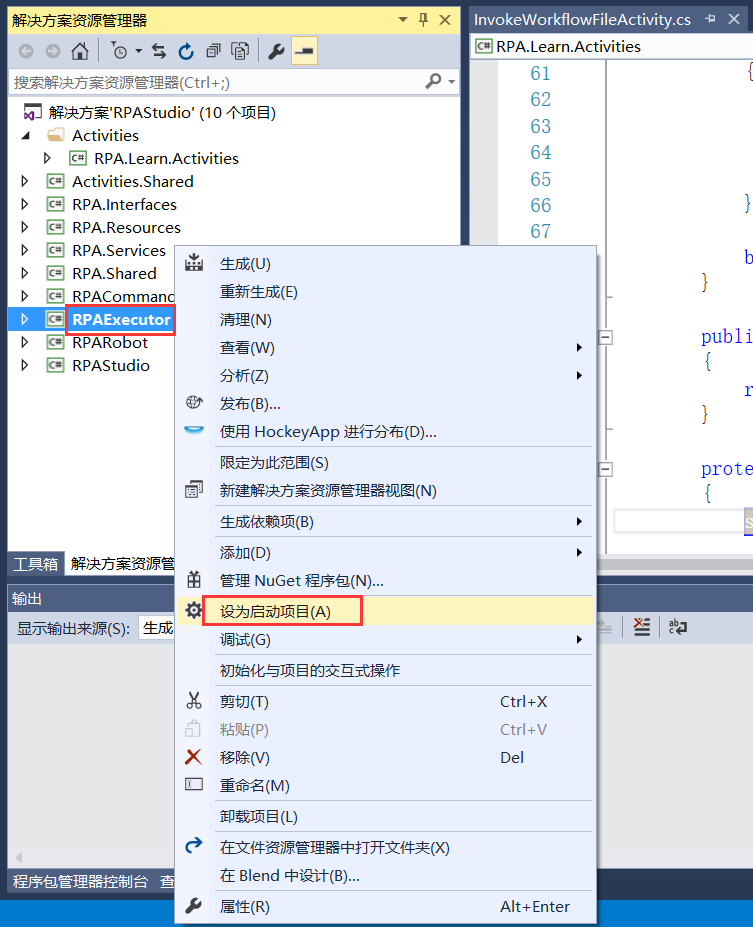 解决方案资源管理器
搜索解决方案资源管理器(Ctrl+;)
解决方案'RPAStudio' (10 个项目)
Activities
C# RPA.Learn.Activities
C# Activities.Shared
C# RPA.Interfaces
C# RPA.Resources
C# RPA.Services
C# RPA.Shared
C# RPACommand
C# RPAExecutor
C# RPARobot
C# RPAStudio
工具箱 解决方案资源管
InvokeWorkflowFileActivity.cs
C# RPA.Learn.Activities
61 {
62
63
64
65
66 }
67
b
}
publi
{
r
}
prote
{
s
生成(U)
重新生成(E)
清理(N)
查看(W)
分析(Z)
发布(B)...
使用 HockeyApp 进行分布(D)...
限定为此范围(S)
新建解决方案资源管理器视图(N)
生成依赖项(B)
添加(D)
管理 NuGet 程序包(N)...
设为启动项目(A)
调试(G)
初始化与项目的交互式操作
剪切(T) Ctrl+X
粘贴(P) Ctrl+V
移除(V) Del
重命名(M)
卸载项目(L)
在文件资源管理器中打开文件夹(X)
在 Blend 中设计(B)...
属性(R) Alt+Enter
输出
显示输出来源(S): 生成
程序包管理器控制台 查